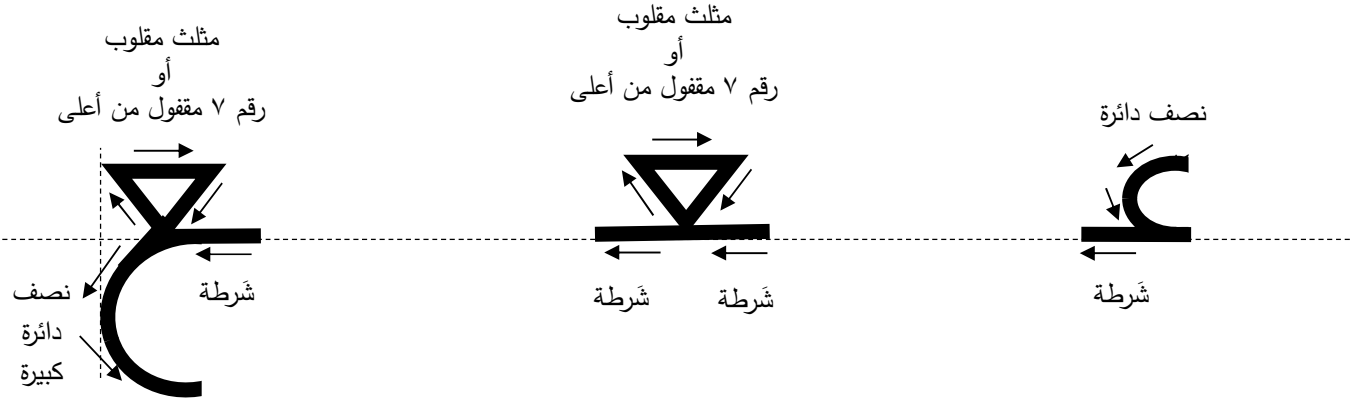 نصف دائرة
شَرطة
مثلث مقلوب
أو
رقم ٧ مقفول من أعلى
شَرطة
شَرطة
مثلث مقلوب
أو
رقم ٧ مقفول من أعلى
شَرطة
نصف
دائرة
كبيرة